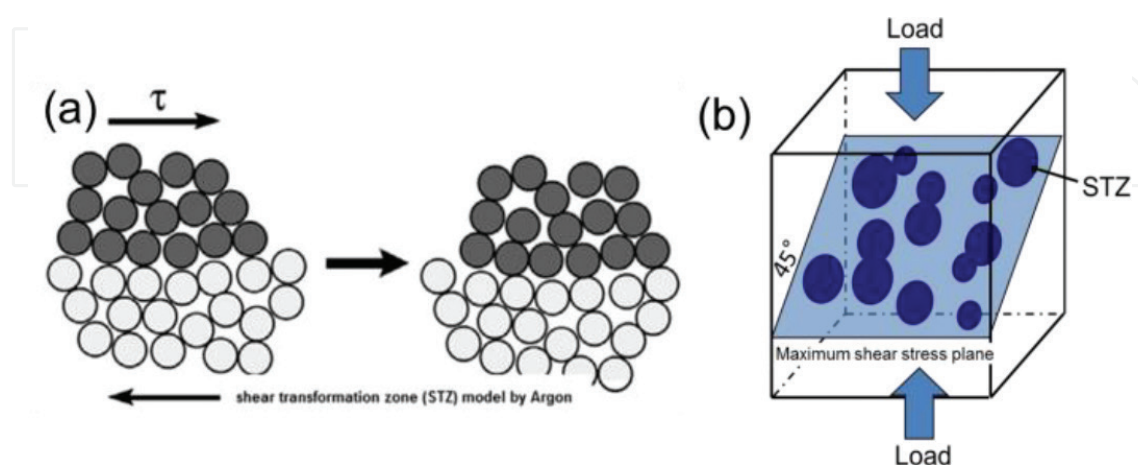 (a)
τ
shear transformation zone (STZ) model by Argon
(b)
Load
STZ
45°
Maximum shear stress plane
Load